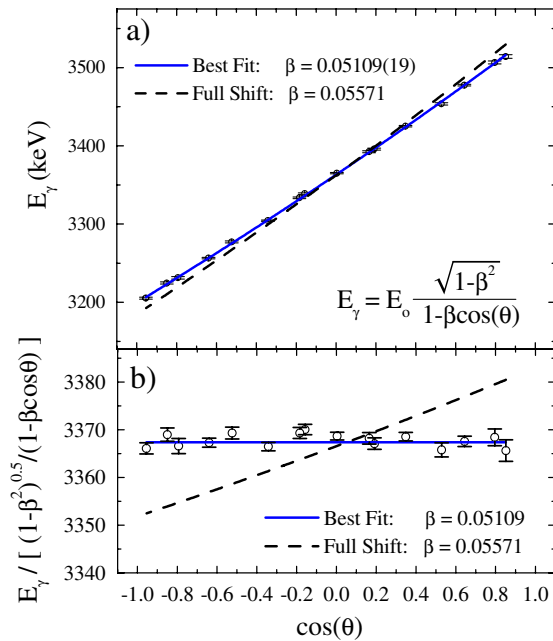 a)
Best Fit: β = 0.05109(19)
Full Shift: β = 0.05571
3500
3400
3300
3200
E_γ (keV)
E_γ = E_o √(1-β²) / (1-βcos(θ))
b)
3380
3370
3360
3350
3340
E_γ / [ (1-β²)^0.5/(1-βcosθ) ]
Best Fit: β = 0.05109
Full Shift: β = 0.05571
-1.0 -0.8 -0.6 -0.4 -0.2 0.0 0.2 0.4 0.6 0.8 1.0
cos(θ)